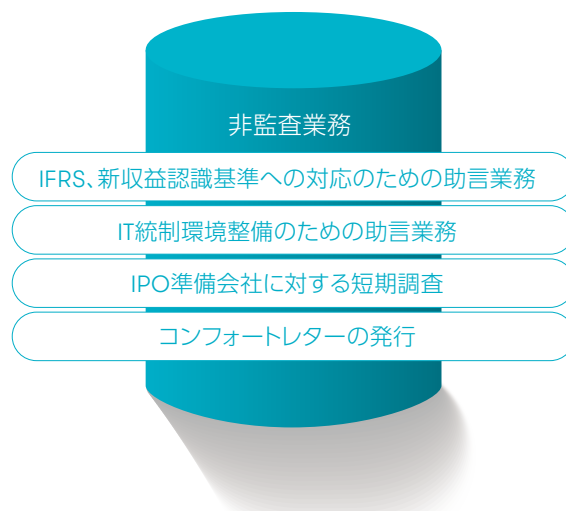 非監査業務
IFRS、新収益認識基準への対応のための助言業務
IT統制環境整備のための助言業務
IPO準備会社に対する短期調査
コンフォートレターの発行